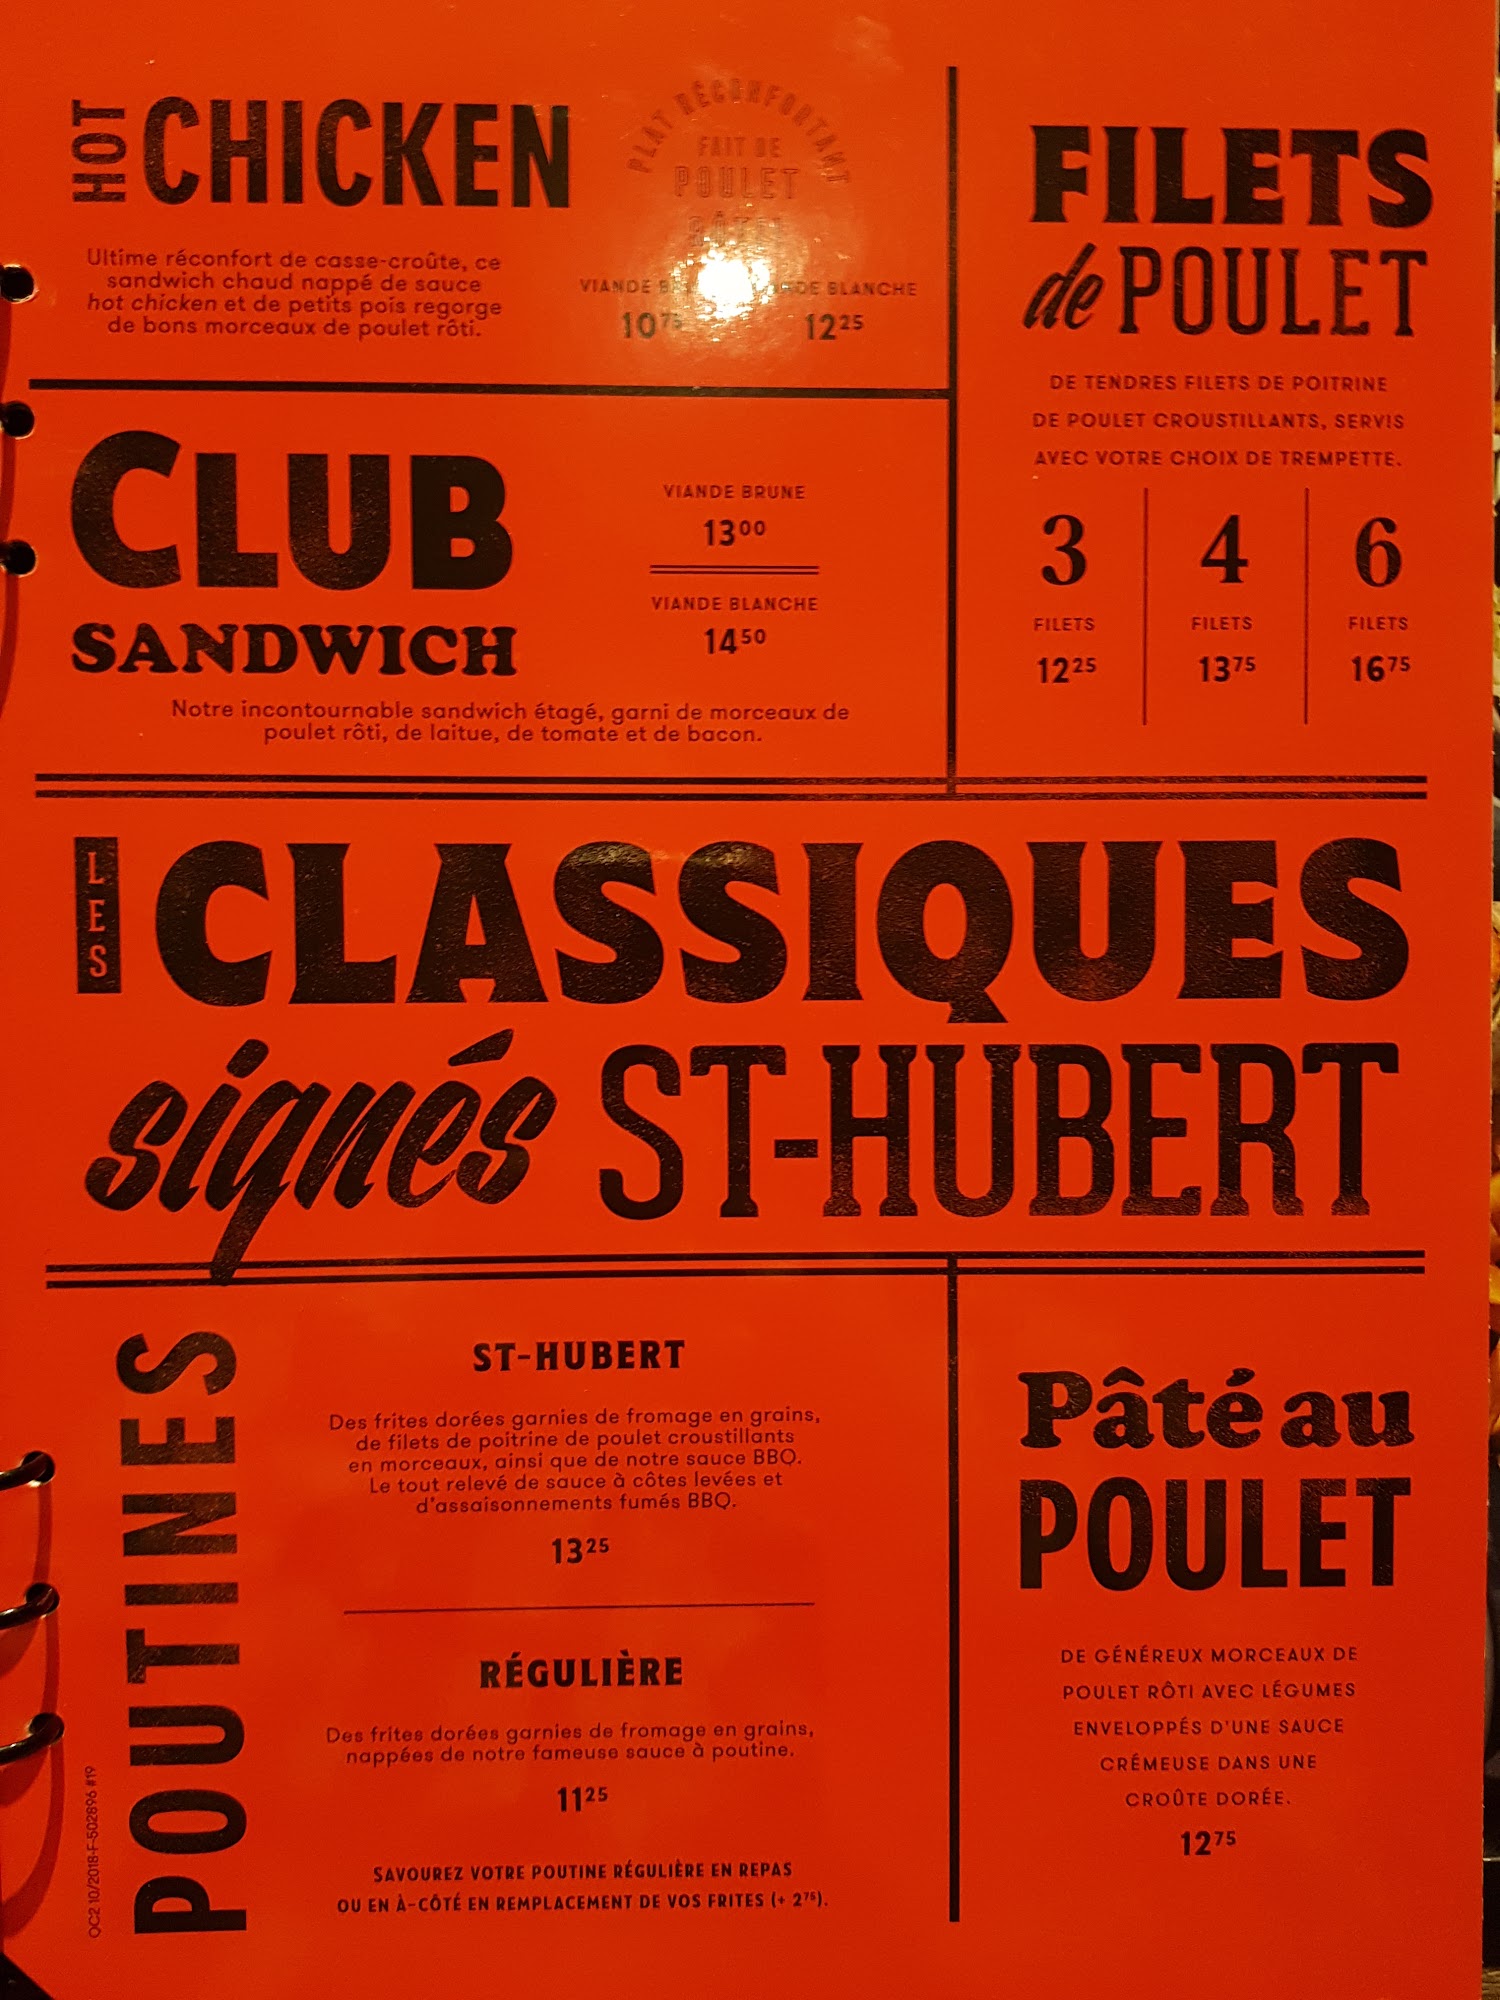 HOT CHICKEN
Ultime réconfort de casse-croûte, ce
sandwich chaud nappé de sauce
hot chicken et de petits pois regorge
de bons morceaux de poulet rôti.
PLAT RÉCONFORTANT
FAIT DE
POULET
RÔTI
VIANDE BLANCHE
10⁷⁵ 12²⁵
CLUB
SANDWICH
VIANDE BRUNE
13⁰⁰
VIANDE BLANCHE
14⁵⁰
Notre incontournable sandwich étagé, garni de morceaux de
poulet rôti, de laitue, de tomate et de bacon.
FILETS
de POULET
DE TENDRES FILETS DE POITRINE
DE POULET CROUSTILLANTS, SERVIS
AVEC VOTRE CHOIX DE TREMPETTE.
3 4 6
FILETS FILETS FILETS
12²⁵ 13⁷⁵ 16⁷⁵
LES CLASSIQUES
signés ST-HUBERT
POUTINES
ST-HUBERT
Des frites dorées garnies de fromage en grains,
de filets de poitrine de poulet croustillants
en morceaux, ainsi que de notre sauce BBQ.
Le tout relevé de sauce à côtes levées et
d'assaisonnements fumés BBQ.
13²⁵
RÉGULIÈRE
Des frites dorées garnies de fromage en grains,
nappées de notre fameuse sauce à poutine.
11²⁵
SAVOUREZ VOTRE POUTINE RÉGULIÈRE EN REPAS
OU EN À-CÔTÉ EN REMPLACEMENT DE VOS FRITES (+ 2⁷⁵).
Pâté au
POULET
DE GÉNÉREUX MORCEAUX DE
POULET RÔTI AVEC LÉGUMES
ENVELOPPÉS D'UNE SAUCE
CRÉMEUSE DANS UNE
CROÛTE DORÉE.
12⁷⁵
QC2 10/2018-F-502896 #19